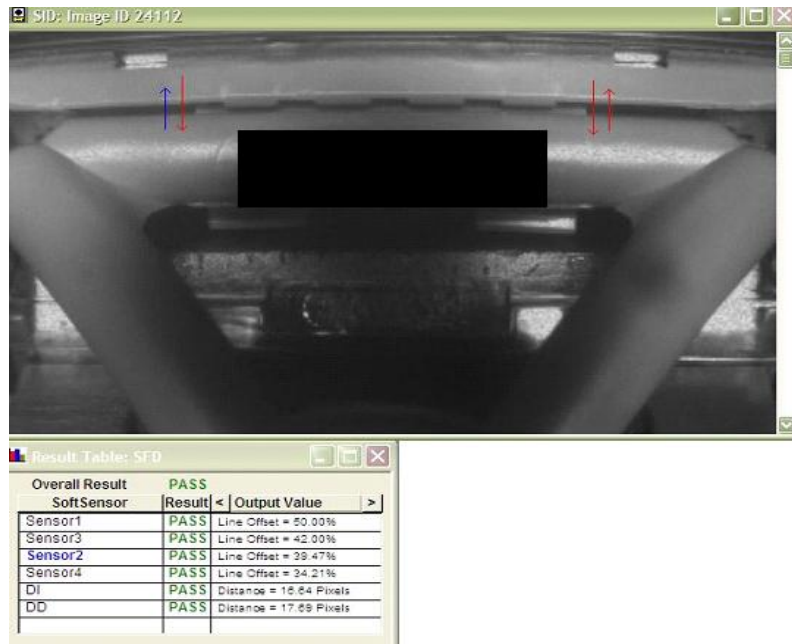 SID: Image ID 24112
Result Table: SFD
Overall Result PASS
SoftSensor Result < Output Value >
Sensor1 PASS Line Offset = 50.00%
Sensor3 PASS Line Offset = 42.00%
Sensor2 PASS Line Offset = 39.47%
Sensor4 PASS Line Offset = 34.21%
DI PASS Distance = 16.64 Pixels
DD PASS Distance = 17.69 Pixels